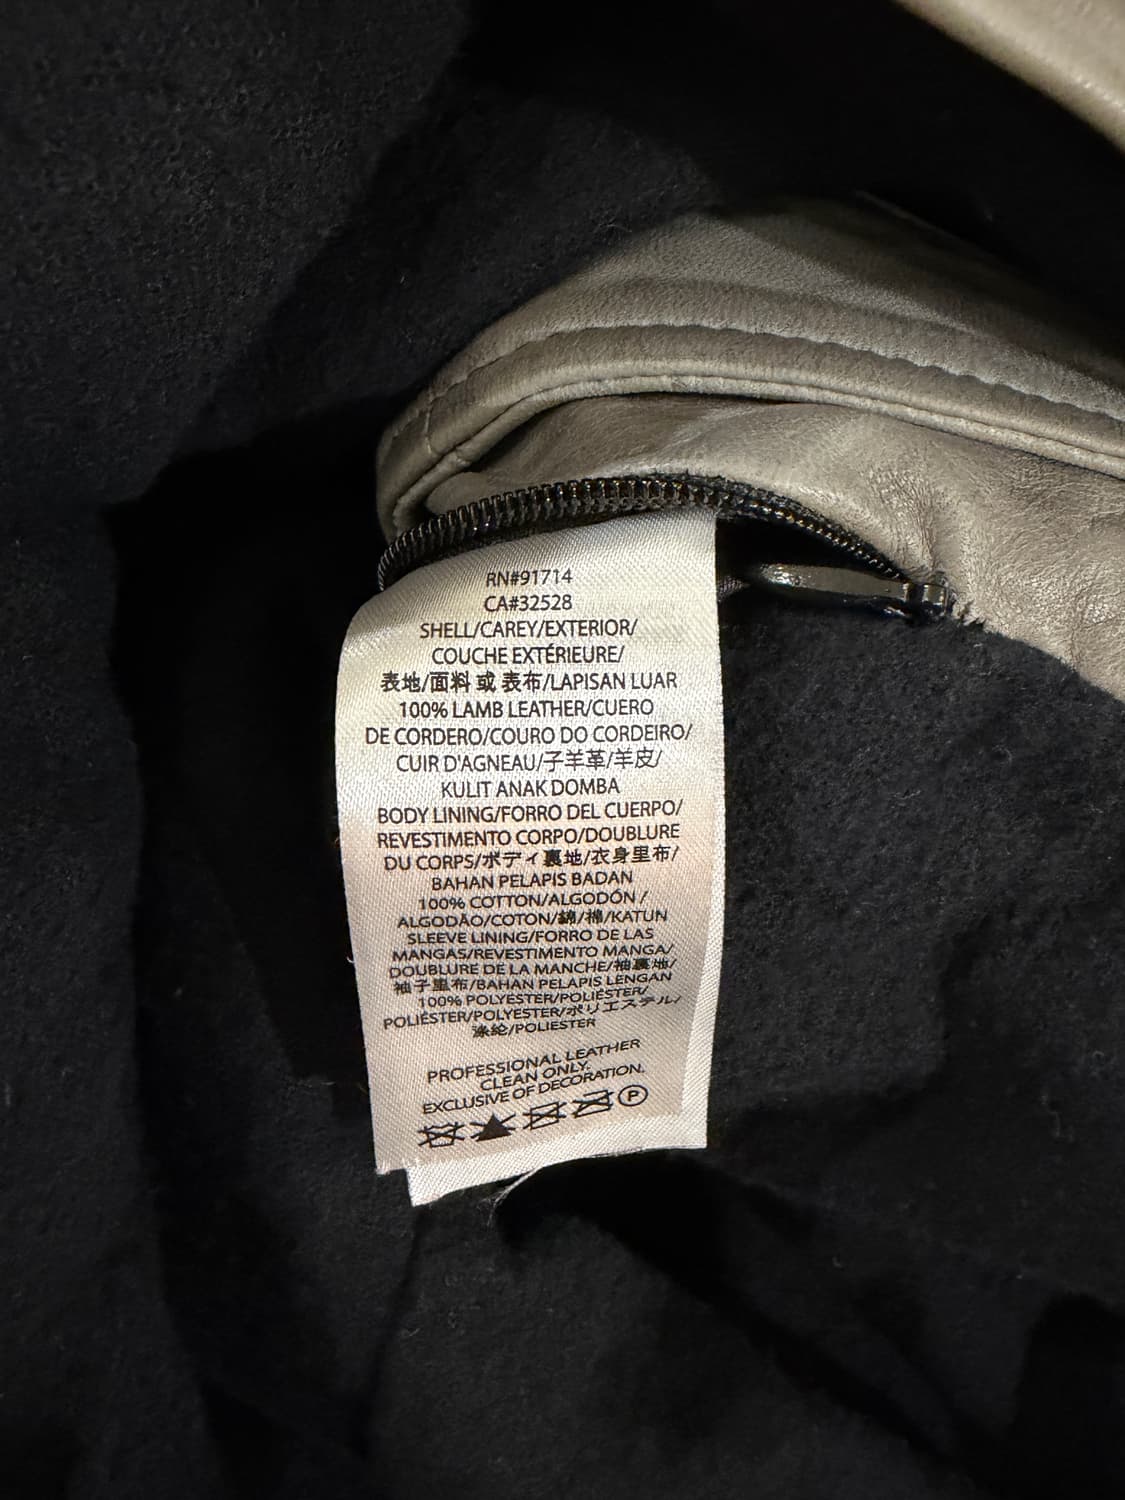 RN#91714
CA#32528
SHELL/CAREY/EXTERIOR/
COUCHE EXTÉRIEURE/
表地/面料 或 表布/LAPISAN LUAR
100% LAMB LEATHER/CUERO
DE CORDERO/COURO DO CORDEIRO/
CUIR D'AGNEAU/子羊革/羊皮/
KULIT ANAK DOMBA
BODY LINING/FORRO DEL CUERPO/
REVESTIMENTO CORPO/DOUBLURE
DU CORPS/ボディ裏地/衣身里布/
BAHAN PELAPIS BADAN
100% COTTON/ALGODÓN /
ALGODÃO/COTON/綿/棉/KATUN
SLEEVE LINING/FORRO DE LAS
MANGAS/REVESTIMENTO MANGA/
DOUBLURE DE LA MANCHE/袖裏地/
袖子里布/BAHAN PELAPIS LENGAN
100% POLYESTER/POLIÉSTER/
POLIÉSTER/POLYESTER/ポリエステル/
涤纶/POLIESTER
PROFESSIONAL LEATHER
CLEAN ONLY.
EXCLUSIVE OF DECORATION.
P